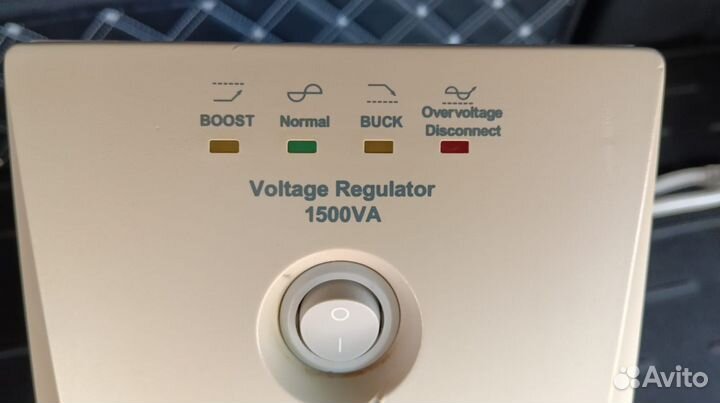 BOOST Normal BUCK Overvoltage
Disconnect
Voltage Regulator
1500VA
O
I
Avito